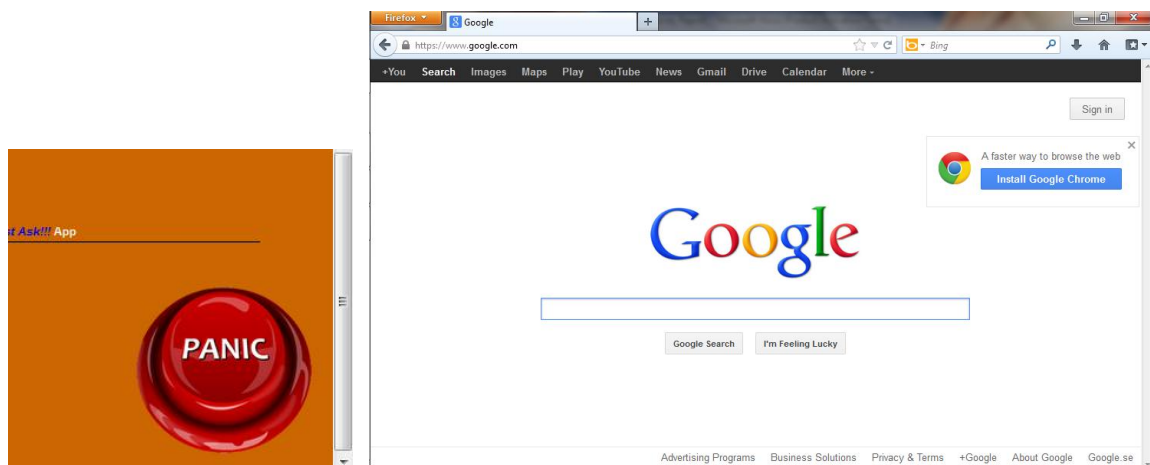 st Ask!!! App
PANIC
Firefox
Google
https://www.google.com
Bing
+You Search Images Maps Play YouTube News Gmail Drive Calendar More
Sign in
A faster way to browse the web
Install Google Chrome
Google
Google Search I'm Feeling Lucky
Advertising Programs Business Solutions Privacy & Terms +Google About Google Google.se